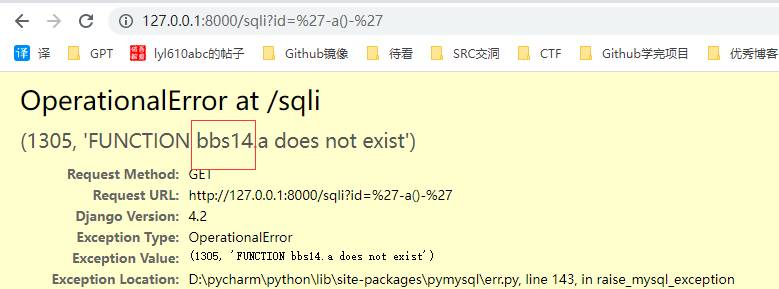 127.0.0.1:8000/sqli?id=%27-a()-%27
译 译 GPT 吾爱破解 lyl610abc的帖子 Github镜像 待看 SRC交洞 CTF Github学完项目 优秀博客
OperationalError at /sqli
(1305, 'FUNCTION bbs14.a does not exist')
Request Method: GET
Request URL: http://127.0.0.1:8000/sqli?id=%27-a()-%27
Django Version: 4.2
Exception Type: OperationalError
Exception Value: (1305, 'FUNCTION bbs14.a does not exist')
Exception Location: D:\pycharm\python\lib\site-packages\pymysql\err.py, line 143, in raise_mysql_exception